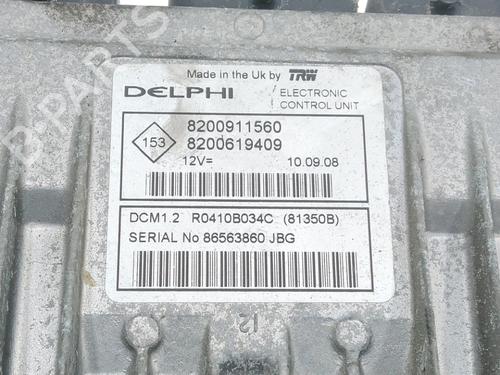 Made in the Uk by TRW
DELPHI
ELECTRONIC
CONTROL UNIT
153
8200911560
8200619409
12V= 10.09.08
DCM1.2 R0410B034C (81350B)
SERIAL No 86563860 JBG
12